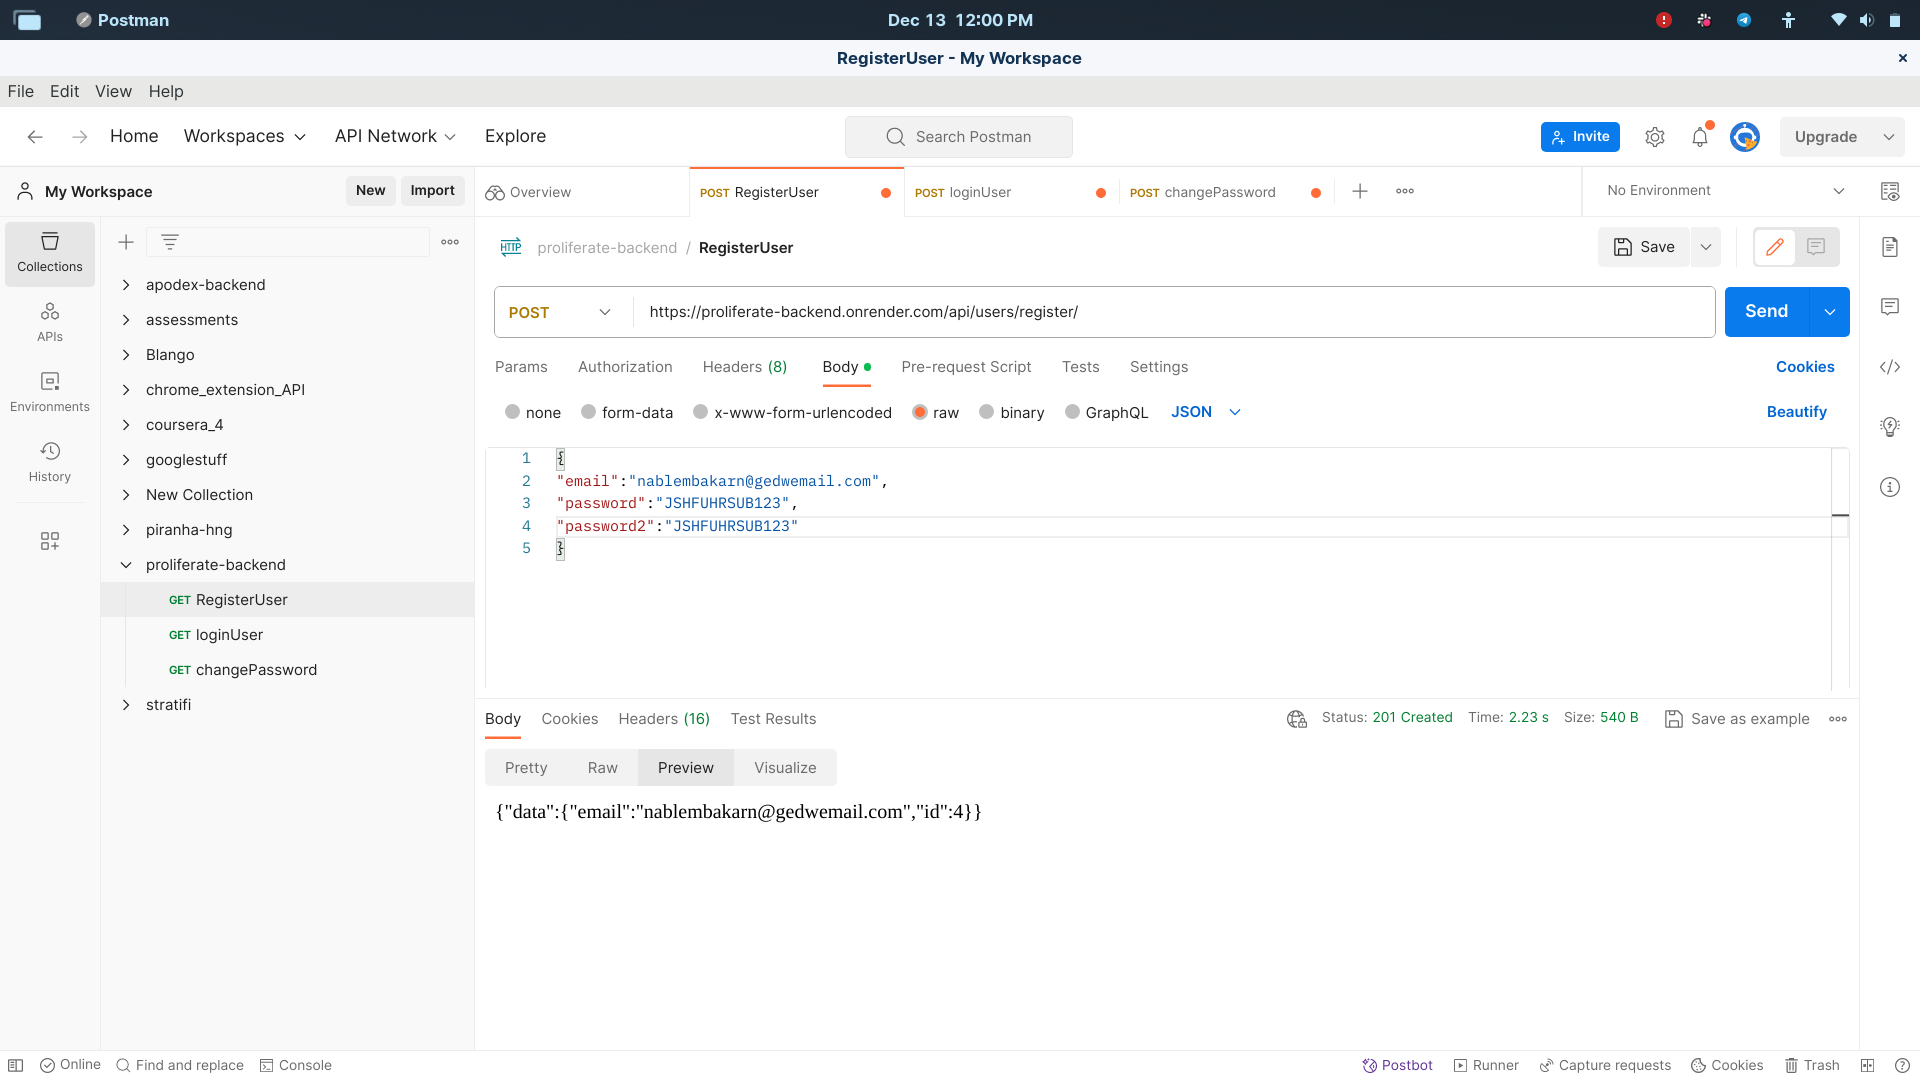 Postman
Dec 13 12:00 PM
RegisterUser - My Workspace
File Edit View Help
Home Workspaces API Network Explore
Search Postman
Invite
Upgrade
My Workspace
New Import
Overview
POST RegisterUser
POST loginUser
POST changePassword
No Environment
Collections
APIs
Environments
History
apodex-backend
assessments
Blango
chrome_extension_API
coursera_4
googlestuff
New Collection
piranha-hng
proliferate-backend
GET RegisterUser
GET loginUser
GET changePassword
stratifi
HTTP proliferate-backend / RegisterUser
Save
POST https://proliferate-backend.onrender.com/api/users/register/
Send
Params Authorization Headers (8) Body Pre-request Script Tests Settings
Cookies
none form-data x-www-form-urlencoded raw binary GraphQL JSON
Beautify
1 {
2 "email":"nablembakarn@gedwemail.com",
3 "password":"JSHFUHRSUB123",
4 "password2":"JSHFUHRSUB123"
5 }
Body Cookies Headers (16) Test Results
Status: 201 Created Time: 2.23 s Size: 540 B Save as example
Pretty Raw Preview Visualize
{"data":{"email":"nablembakarn@gedwemail.com","id":4}}
Online Find and replace Console
Postbot Runner Capture requests Cookies Trash